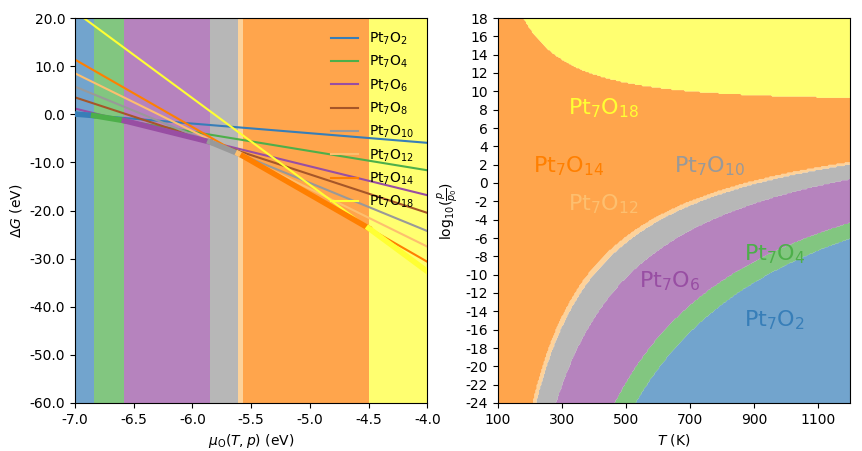 20.0
10.0
0.0
-10.0
-20.0
-30.0
-40.0
-50.0
-60.0
ΔG (eV)
-7.0 -6.5 -6.0 -5.5 -5.0 -4.5 -4.0
μO(T, p) (eV)
Pt₇O₂
Pt₇O₄
Pt₇O₆
Pt₇O₈
Pt₇O₁₀
Pt₇O₁₂
Pt₇O₁₄
Pt₇O₁₈
18
16
14
12
10
8
6
4
2
0
-2
-4
-6
-8
-10
-12
-14
-16
-18
-20
-22
-24
log₁₀(p/p₀)
Pt₇O₁₈
Pt₇O₁₄ Pt₇O₁₀
Pt₇O₁₂
Pt₇O₄
Pt₇O₆
Pt₇O₂
100 300 500 700 900 1100
T (K)